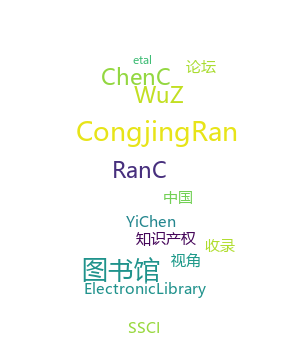 etal
论坛
ChenC
WuZ
CongjingRan
RanC
中国
YiChen
知识产权
收录
视角
图书馆
ElectronicLibrary
SSCI